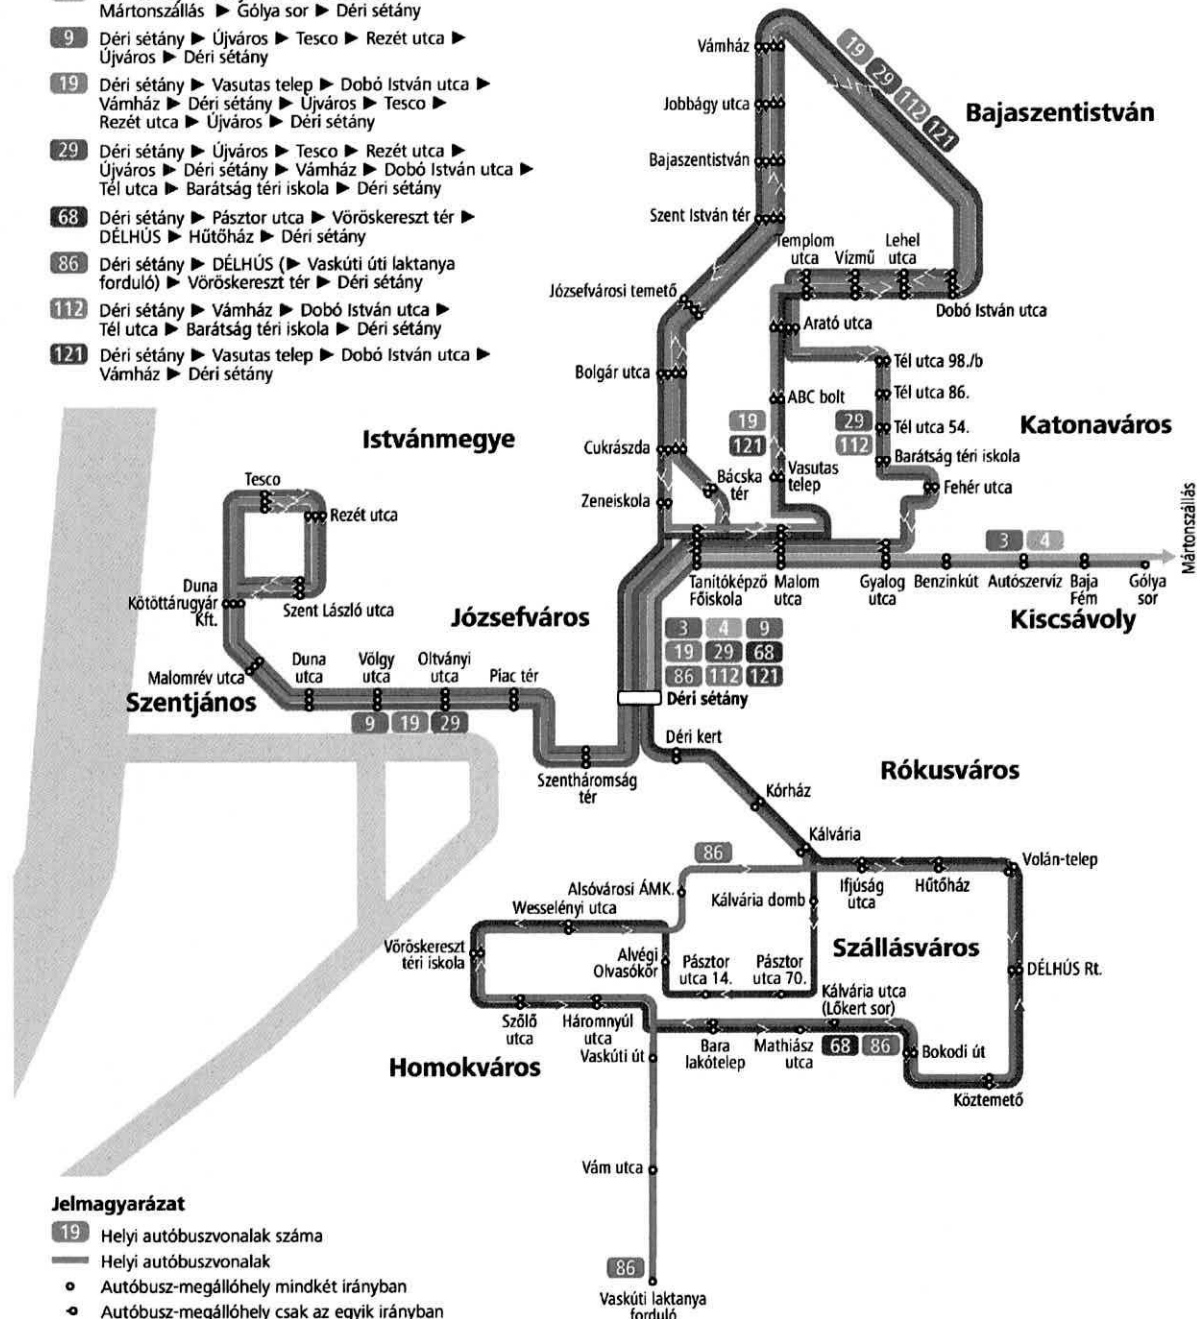 Mártonszállás ► Gólya sor ► Déri sétány
9 Déri sétány ► Újváros ► Tesco ► Rezét utca ►
Újváros ► Déri sétány
19 Déri sétány ► Vasutas telep ► Dobó István utca ►
Vámház ► Déri sétány ► Újváros ► Tesco ►
Rezét utca ► Újváros ► Déri sétány
29 Déri sétány ► Újváros ► Tesco ► Rezét utca ►
Újváros ► Déri sétány ► Vámház ► Dobó István utca ►
Tél utca ► Barátság téri iskola ► Déri sétány
68 Déri sétány ► Pásztor utca ► Vöröskereszt tér ►
DÉLHÚS ► Hűtőház ► Déri sétány
86 Déri sétány ► DÉLHÚS (► Vaskúti úti laktanya
forduló) ► Vöröskereszt tér ► Déri sétány
112 Déri sétány ► Vámház ► Dobó István utca ►
Tél utca ► Barátság téri iskola ► Déri sétány
121 Déri sétány ► Vasutas telep ► Dobó István utca ►
Vámház ► Déri sétány
Vámház
19 29 112 121
Jobbágy utca
Bajaszentistván
Bajaszentistván
Szent István tér
Templom
utca
Vízmű
Lehel
utca
Józsefvárosi temető
Dobó István utca
Arató utca
Bolgár utca
Tél utca 98./b
ABC bolt
Tél utca 86.
19
121
29
112
Tél utca 54.
Katonaváros
Istvánmegye
Cukrászda
Barátság téri iskola
Bácska
tér
Vasutas
telep
Fehér utca
Zeneiskola
Tesco
Rezét utca
3 4
Mártonszállás
Tanítóképző
Főiskola
Malom
utca
Gyalog
utca
Benzinkút
Autószervíz
Baja
Fém
Gólya
sor
Duna
Kötöttárugyár
Kft.
Szent László utca
Józsefváros
Kiscsávoly
3 4 9
19 29 68
86 112 121
Déri sétány
Malomrév utca
Duna
utca
Völgy
utca
Oltványi
utca
Piac tér
Szentjános
9 19 29
Déri kert
Szentháromság
tér
Rókusváros
Kórház
Kálvária
86
Volán-telep
Ifjúság
utca
Hűtőház
Alsóvárosi ÁMK.
Kálvária domb
Wesselényi utca
Vöröskereszt
téri iskola
Alvégi
Olvasókör
Szállásváros
Pásztor
utca 14.
Pásztor
utca 70.
DÉLHÚS Rt.
Kálvária utca
(Lőkert sor)
Szőlő
utca
Háromnyúl
utca
Bara
lakótelep
Mathiász
utca
68 86
Bokodi út
Vaskúti út
Homokváros
Köztemető
Vám utca
86
Vaskúti laktanya
forduló
Jelmagyarázat
19 Helyi autóbuszvonalak száma
Helyi autóbuszvonalak
Autóbusz-megállóhely mindkét irányban
Autóbusz-megállóhely csak az egyik irányban